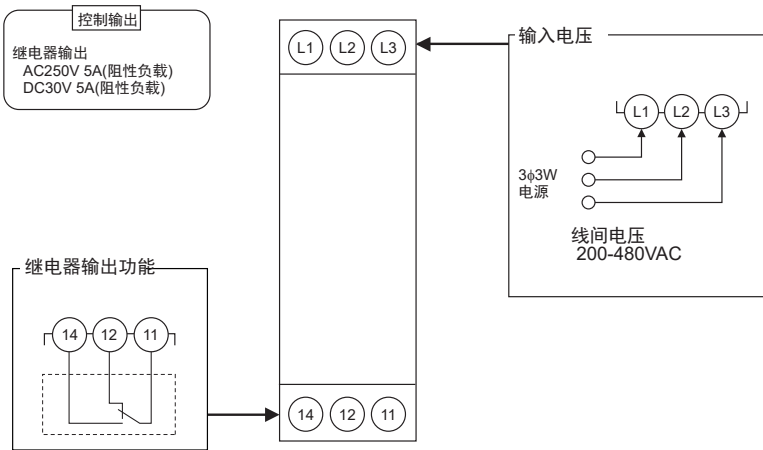 控制输出
继电器输出
AC250V 5A(阻性负载)
DC30V 5A(阻性负载)
L1 L2 L3
输入电压
L1 L2 L3
3ϕ3W
电源
线间电压
200-480VAC
继电器输出功能
14 12 11
14 12 11